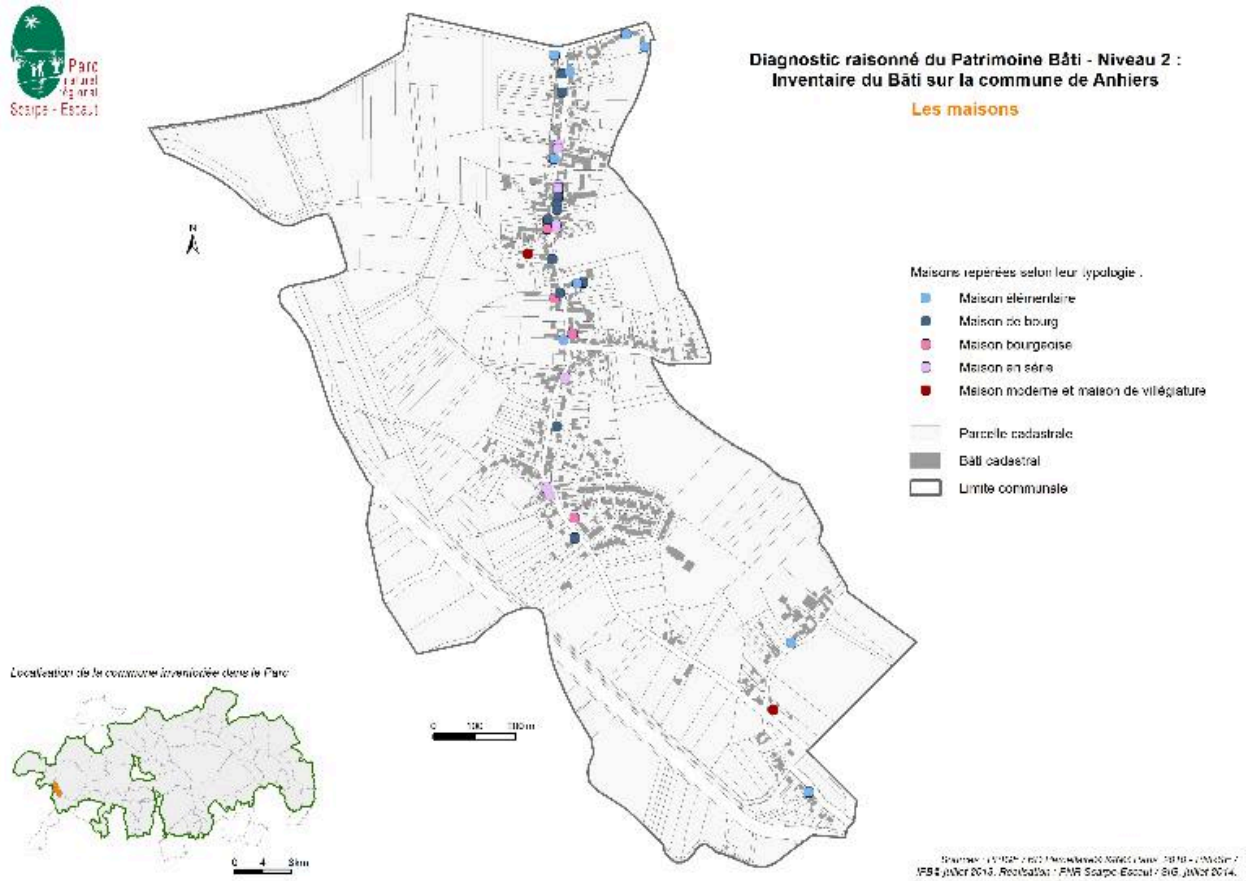 Parc
naturel
régional
Scarpe - Escaut
Diagnostic raisonné du Patrimoine Bâti - Niveau 2 :
Inventaire du Bâti sur la commune de Anhiers
Les maisons
N
Maisons repérées selon leur typologie :
Maison élémentaire
Maison de bourg
Maison bourgeoise
Maison en série
Maison moderne et maison de villégiature
Parcelle cadastrale
Bâti cadastral
Limite communale
Localisation de la commune inventoriée dans le Parc
0 100 200 m
0 4 8km
Sources :
juillet 2013. Réalisation : PNR Scarpe-Escaut / SIG, juillet 2014.